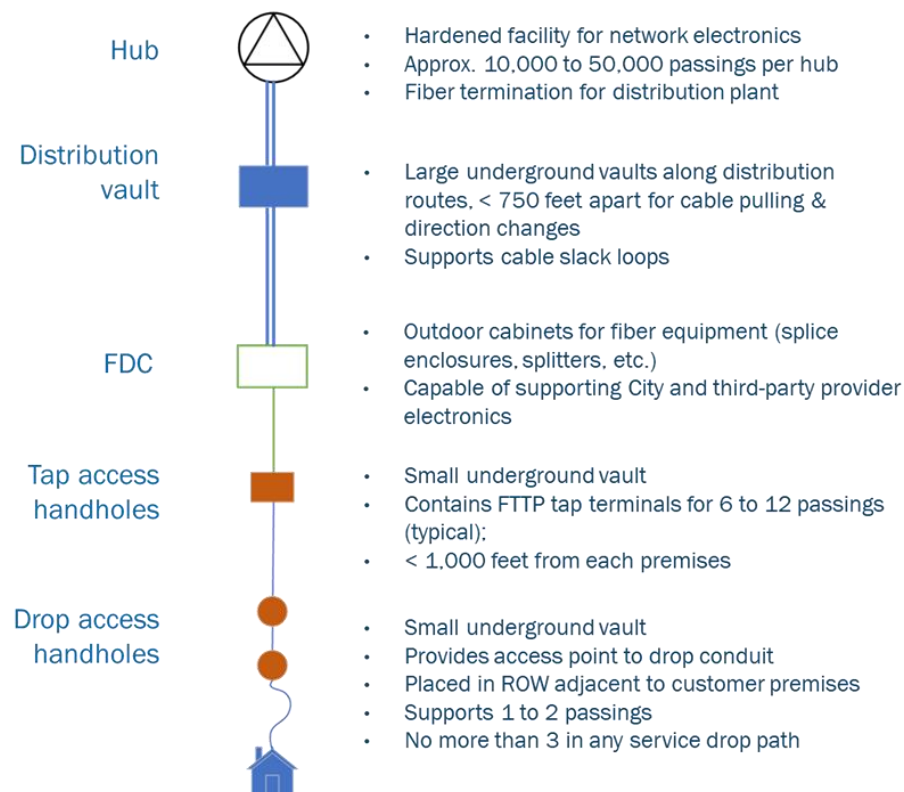 Hub
• Hardened facility for network electronics
• Approx. 10,000 to 50,000 passings per hub
• Fiber termination for distribution plant
Distribution
vault
• Large underground vaults along distribution
routes, < 750 feet apart for cable pulling &
direction changes
• Supports cable slack loops
FDC
• Outdoor cabinets for fiber equipment (splice
enclosures, splitters, etc.)
• Capable of supporting City and third-party provider
electronics
Tap access
handholes
• Small underground vault
• Contains FTTP tap terminals for 6 to 12 passings
(typical);
• < 1,000 feet from each premises
Drop access
handholes
• Small underground vault
• Provides access point to drop conduit
• Placed in ROW adjacent to customer premises
• Supports 1 to 2 passings
• No more than 3 in any service drop path